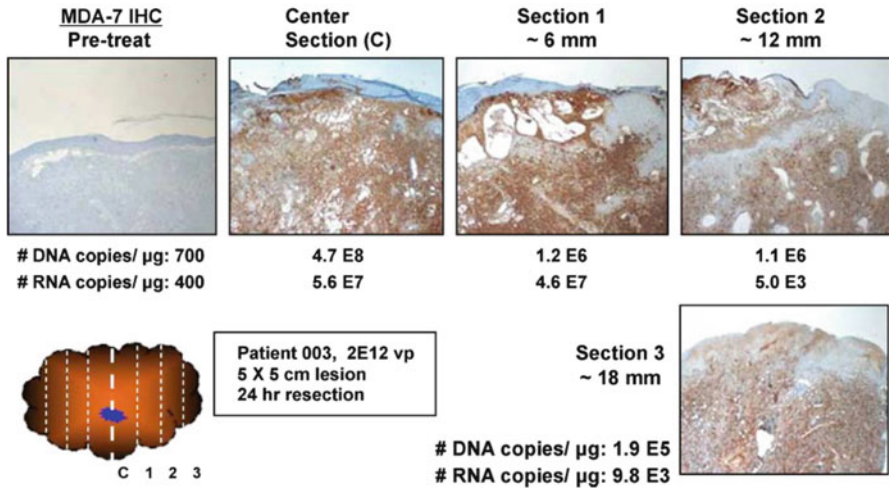 MDA-7 IHC
Pre-treat
Center
Section (C)
Section 1
~ 6 mm
Section 2
~ 12 mm
# DNA copies/ µg: 700
4.7 E8
1.2 E6
1.1 E6
# RNA copies/ µg: 400
5.6 E7
4.6 E7
5.0 E3
Patient 003, 2E12 vp
5 X 5 cm lesion
24 hr resection
Section 3
~ 18 mm
# DNA copies/ µg: 1.9 E5
# RNA copies/ µg: 9.8 E3
C 1 2 3